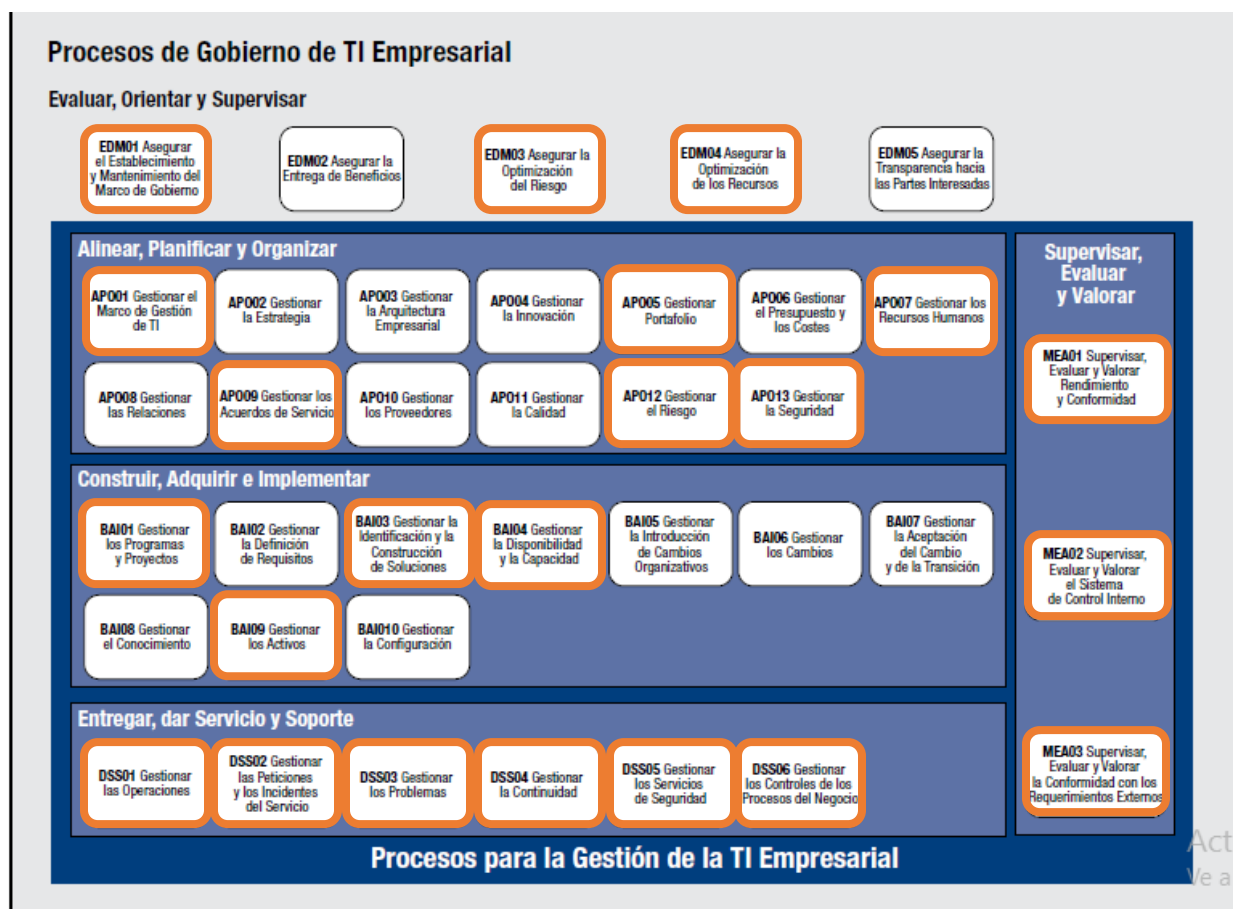 Procesos de Gobierno de TI Empresarial
Evaluar, Orientar y Supervisar
EDM01 Asegurar
el Establecimiento
y Mantenimiento del
Marco de Gobierno
EDM02 Asegurar la
Entrega de Beneficios
EDM03 Asegurar la
Optimización
del Riesgo
EDM04 Asegurar la
Optimización
de los Recursos
EDM05 Asegurar la
Transparencia hacia
las Partes Interesadas
Alinear, Planificar y Organizar
APO01 Gestionar el
Marco de Gestión
de TI
APO02 Gestionar
la Estrategia
APO03 Gestionar
la Arquitectura
Empresarial
APO04 Gestionar
la Innovación
APO05 Gestionar
Portafolio
APO06 Gestionar
el Presupuesto y
los Costes
APO07 Gestionar los
Recursos Humanos
APO08 Gestionar
las Relaciones
APO09 Gestionar los
Acuerdos de Servicio
APO10 Gestionar
los Proveedores
APO11 Gestionar
la Calidad
APO12 Gestionar
el Riesgo
APO13 Gestionar
la Seguridad
Construir, Adquirir e Implementar
BAI01 Gestionar
los Programas
y Proyectos
BAI02 Gestionar
la Definición
de Requisitos
BAI03 Gestionar la
Identificación y la
Construcción
de Soluciones
BAI04 Gestionar
la Disponibilidad
y la Capacidad
BAI05 Gestionar
la Introducción
de Cambios
Organizativos
BAI06 Gestionar
los Cambios
BAI07 Gestionar
la Aceptación
del Cambio
y de la Transición
BAI08 Gestionar
el Conocimiento
BAI09 Gestionar
los Activos
BAI010 Gestionar
la Configuración
Entregar, dar Servicio y Soporte
DSS01 Gestionar
las Operaciones
DSS02 Gestionar
las Peticiones
y los Incidentes
del Servicio
DSS03 Gestionar
los Problemas
DSS04 Gestionar
la Continuidad
DSS05 Gestionar
los Servicios
de Seguridad
DSS06 Gestionar
los Controles de los
Procesos del Negocio
Supervisar,
Evaluar
y Valorar
MEA01 Supervisar,
Evaluar y Valorar
Rendimiento
y Conformidad
MEA02 Supervisar,
Evaluar y Valorar
el Sistema
de Control Interno
MEA03 Supervisar,
Evaluar y Valorar
la Conformidad con los
Requerimientos Externos
Procesos para la Gestión de la TI Empresarial
Act
Ve a